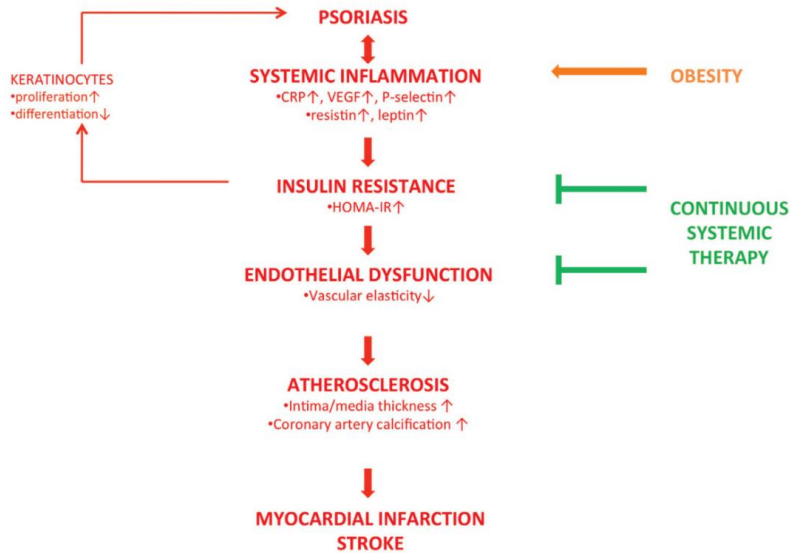 PSORIASIS
KERATINOCYTES
•proliferation↑
•differentiation↓
SYSTEMIC INFLAMMATION
•CRP↑, VEGF↑, P-selectin↑
•resistin↑, leptin↑
OBESITY
INSULIN RESISTANCE
•HOMA-IR↑
CONTINUOUS
SYSTEMIC
THERAPY
ENDOTHELIAL DYSFUNCTION
•Vascular elasticity↓
ATHEROSCLEROSIS
•Intima/media thickness ↑
•Coronary artery calcification ↑
MYOCARDIAL INFARCTION
STROKE